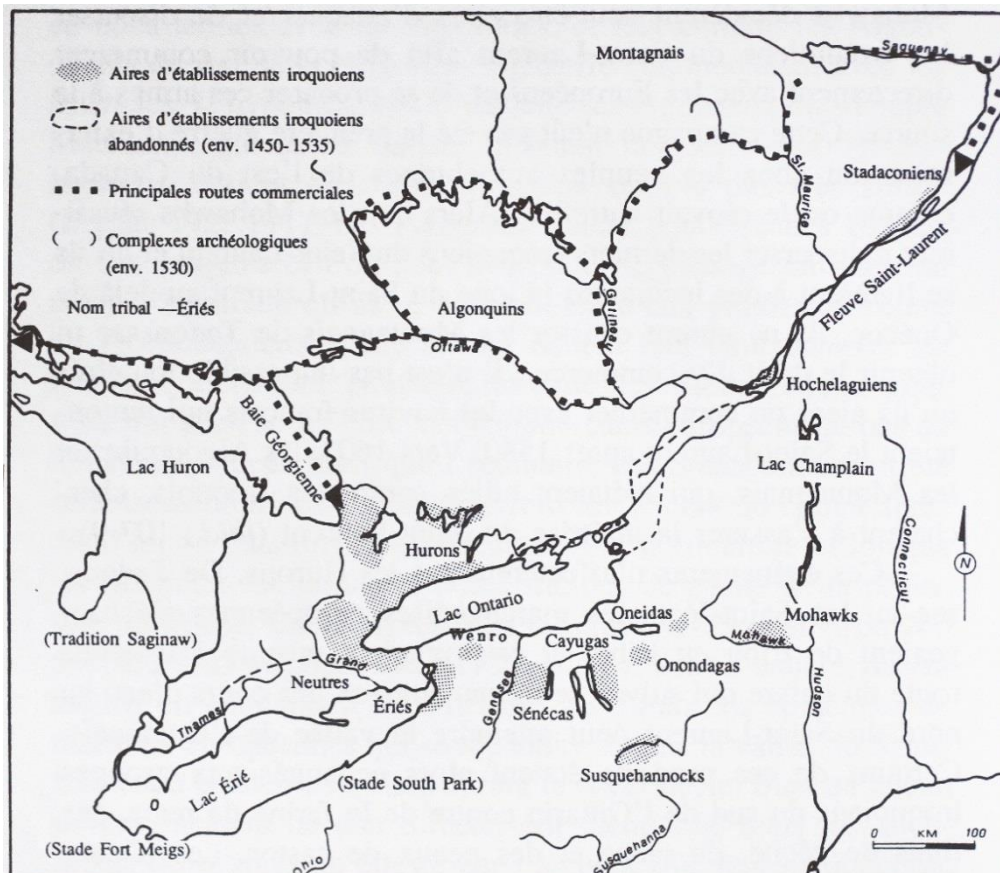 Aires d'établissements iroquoiens
Aires d'établissements iroquoiens
abandonnés (env. 1450-1535)
Principales routes commerciales
( ) Complexes archéologiques
(env. 1530)
Nom tribal —Ériés
Montagnais
Saguenay
St. Maurice
Stadaconiens
Fleuve Saint-Laurent
Algonquins
Gatineau
Ottawa
Hochelaguiens
Baie Géorgienne
Lac Huron
Lac Champlain
Connecticut
N
Hurons
Lac Ontario
Oneidas
Mohawks
(Tradition Saginaw)
Wenro
Cayugas
Mohawk
Grand
Onondagas
Neutres
Ériés
Genesee
Sénécas
Hudson
Thames
Susquehannocks
Lac Érié
(Stade South Park)
0 KM 100
(Stade Fort Meigs)
Ohio
Susquehanna